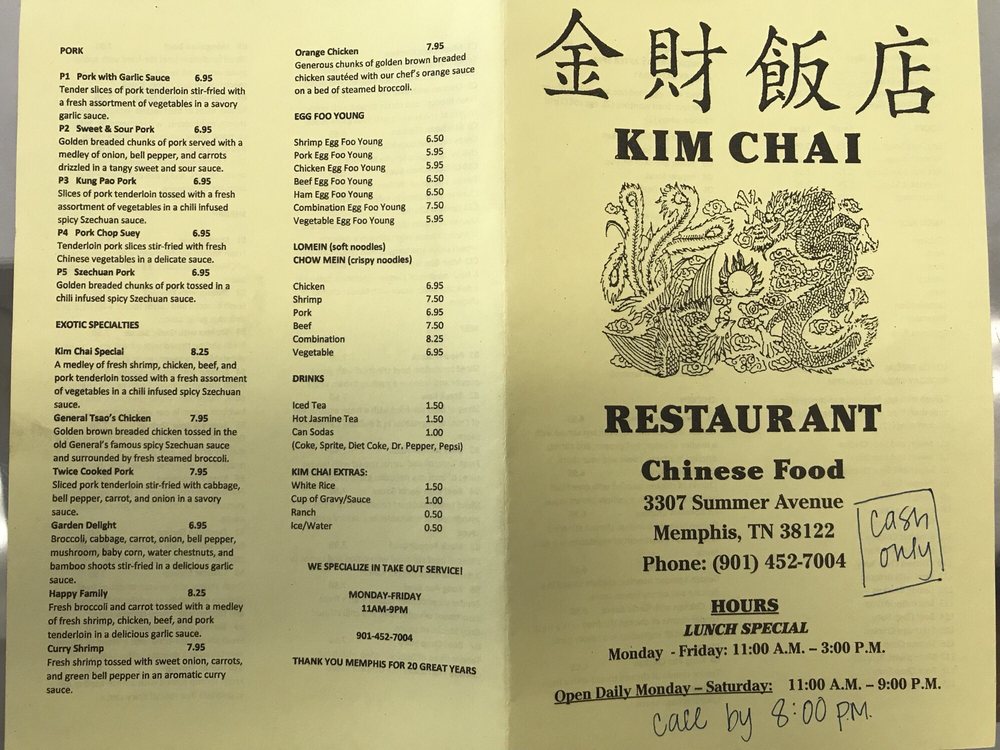 PORK
P1 Pork with Garlic Sauce 6.95
Tender slices of pork tenderloin stir-fried with
a fresh assortment of vegetables in a savory
garlic sauce.
P2 Sweet & Sour Pork 6.95
Golden breaded chunks of pork served with a
medley of onion, bell pepper, and carrots
drizzled in a tangy sweet and sour sauce.
P3 Kung Pao Pork 6.95
Slices of pork tenderloin tossed with a fresh
assortment of vegetables in a chili infused
spicy Szechuan sauce.
P4 Pork Chop Suey 6.95
Tenderloin pork slices stir-fried with fresh
Chinese vegetables in a delicate sauce.
P5 Szechuan Pork 6.95
Golden breaded chunks of pork tossed in a
chili infused spicy Szechuan sauce.
EXOTIC SPECIALTIES
Kim Chai Special 8.25
A medley of fresh shrimp, chicken, beef, and
pork tenderloin tossed with a fresh assortment
of vegetables in a chili infused spicy Szechuan
sauce.
General Tsao's Chicken 7.95
Golden brown breaded chicken tossed in the
old General's famous spicy Szechuan sauce
and surrounded by fresh steamed broccoli.
Twice Cooked Pork 7.95
Sliced pork tenderloin stir-fried with cabbage,
bell pepper, carrot, and onion in a savory
sauce.
Garden Delight 6.95
Broccoli, cabbage, carrot, onion, bell pepper,
mushroom, baby corn, water chestnuts, and
bamboo shoots stir-fried in a delicious garlic
sauce.
Happy Family 8.25
Fresh broccoli and carrot tossed with a medley
of fresh shrimp, chicken, beef, and pork
tenderloin in a delicious garlic sauce.
Curry Shrimp 7.95
Fresh shrimp tossed with sweet onion, carrots,
and green bell pepper in an aromatic curry
sauce.
Orange Chicken 7.95
Generous chunks of golden brown breaded
chicken sautéed with our chef's orange sauce
on a bed of steamed broccoli.
EGG FOO YOUNG
Shrimp Egg Foo Young 6.50
Pork Egg Foo Young 5.95
Chicken Egg Foo Young 5.95
Beef Egg Foo Young 6.50
Ham Egg Foo Young 6.50
Combination Egg Foo Young 7.50
Vegetable Egg Foo Young 5.95
LOMEIN (soft noodles)
CHOW MEIN (crispy noodles)
Chicken 6.95
Shrimp 7.50
Pork 6.95
Beef 7.50
Combination 8.25
Vegetable 6.95
DRINKS
Iced Tea 1.50
Hot Jasmine Tea 1.50
Can Sodas 1.00
(Coke, Sprite, Diet Coke, Dr. Pepper, Pepsi)
KIM CHAI EXTRAS:
White Rice 1.50
Cup of Gravy/Sauce 1.00
Ranch 0.50
Ice/Water 0.50
WE SPECIALIZE IN TAKE OUT SERVICE!
MONDAY-FRIDAY
11AM-9PM
901-452-7004
THANK YOU MEMPHIS FOR 20 GREAT YEARS
金財飯店
KIM CHAI
RESTAURANT
Chinese Food
3307 Summer Avenue
Memphis, TN 38122
Phone: (901) 452-7004
cash
only
HOURS
LUNCH SPECIAL
Monday - Friday: 11:00 A.M. – 3:00 P.M.
Open Daily Monday – Saturday: 11:00 A.M. – 9:00 P.M.
call by 8:00 P.M.